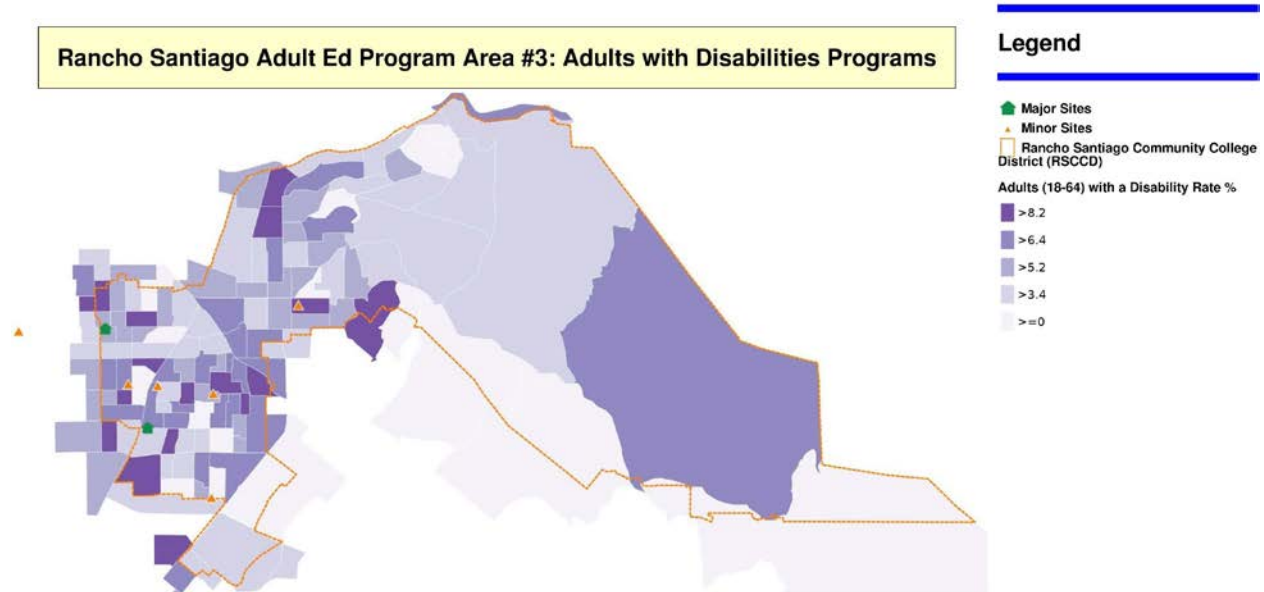 Rancho Santiago Adult Ed Program Area #3: Adults with Disabilities Programs
Legend
Major Sites
Minor Sites
Rancho Santiago Community College
District (RSCCD)
Adults (18-64) with a Disability Rate %
>8.2
>6.4
>5.2
>3.4
>=0